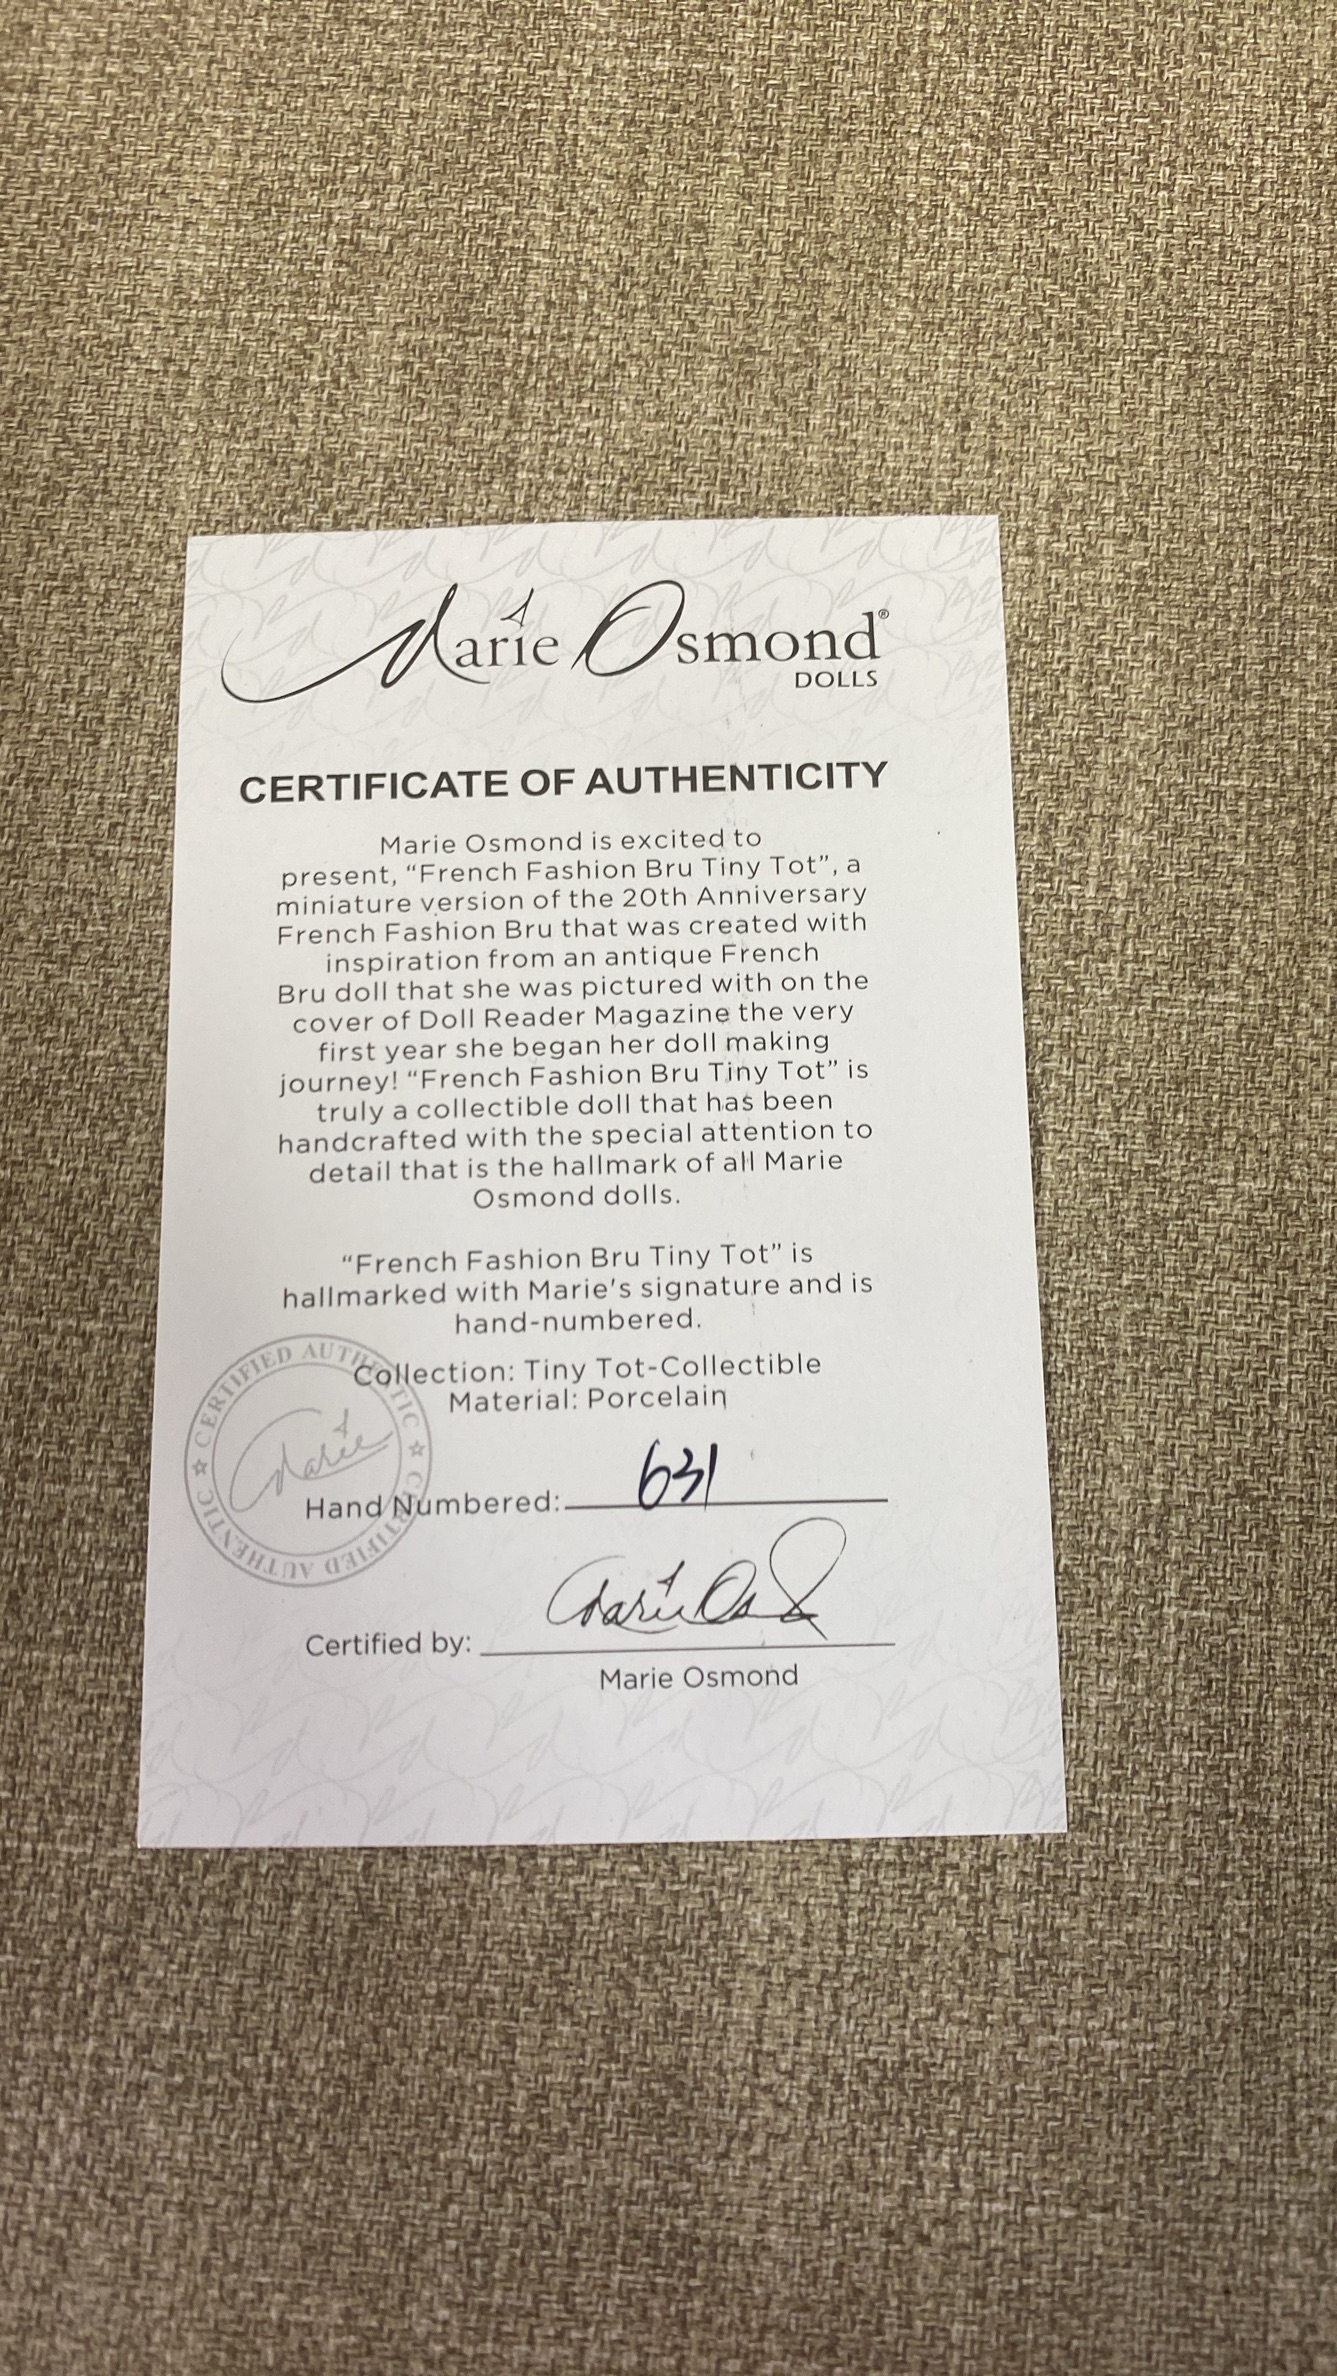 Marie Osmond®
DOLLS
CERTIFICATE OF AUTHENTICITY
Marie Osmond is excited to
present, “French Fashion Bru Tiny Tot”, a
miniature version of the 20th Anniversary
French Fashion Bru that was created with
inspiration from an antique French
Bru doll that she was pictured with on the
cover of Doll Reader Magazine the very
first year she began her doll making
journey! “French Fashion Bru Tiny Tot” is
truly a collectible doll that has been
handcrafted with the special attention to
detail that is the hallmark of all Marie
Osmond dolls.
“French Fashion Bru Tiny Tot” is
hallmarked with Marie’s signature and is
hand-numbered.
Collection: Tiny Tot-Collectible
Material: Porcelain
CERTIFIED AUTHENTIC ☆ CERTIFIED AUTHENTIC ☆
Marie
Hand Numbered: 631
Marie Osmond
Certified by:
Marie Osmond